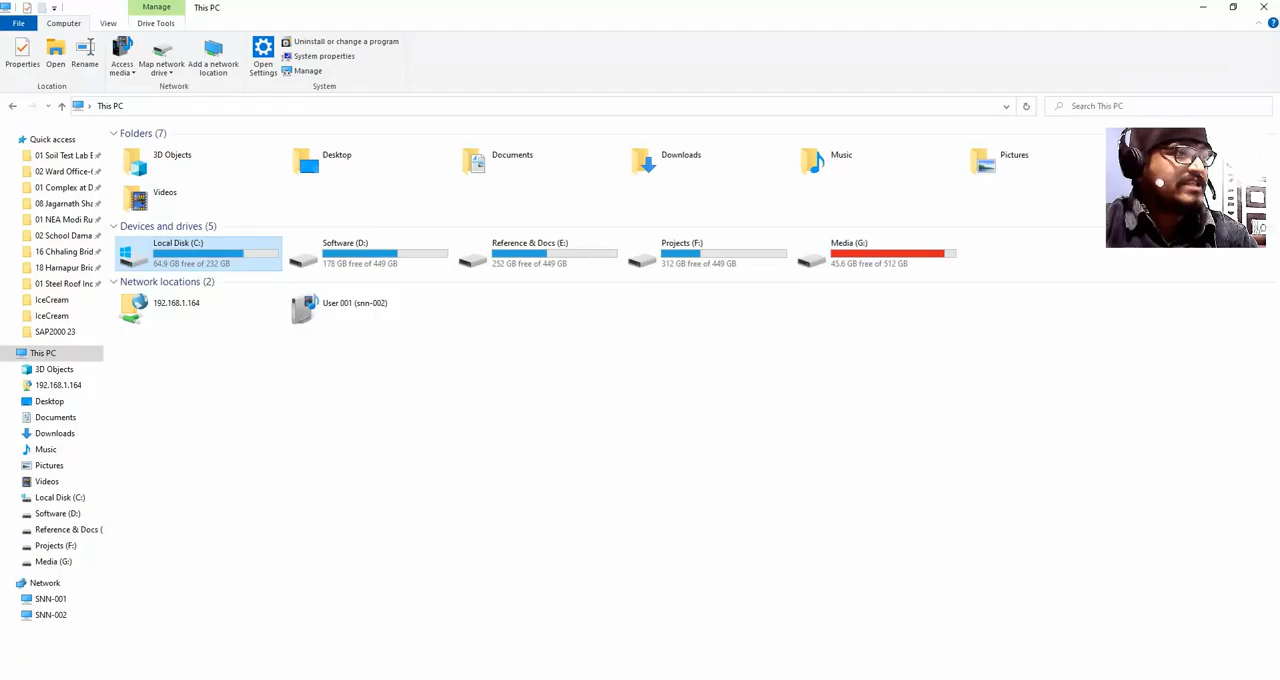 Manage
This PC
File
Computer
View
Drive Tools
Properties
Open
Rename
Access media
Map network drive
Add a network location
Open Settings
Uninstall or change a program
System properties
Manage
Location
Network
System
This PC
Search This PC
Quick access
01 Soil Test Lab E
02 Ward Office-
01 Complex at D
08 Jagarnath Sha
01 NEA Modi Ru
02 School Dama
16 Chhaling Brid
18 Harnapur Bric
01 Steel Roof Inc
IceCream
IceCream
SAP2000 23
This PC
3D Objects
192.168.1.164
Desktop
Documents
Downloads
Music
Pictures
Videos
Local Disk (C:)
Software (D:)
Reference & Docs (
Projects (F:)
Media (G:)
Network
SNN-001
SNN-002
Folders (7)
3D Objects
Desktop
Documents
Downloads
Music
Pictures
Videos
Devices and drives (5)
Local Disk (C:)
64.9 GB free of 232 GB
Software (D:)
178 GB free of 449 GB
Reference & Docs (E:)
252 GB free of 449 GB
Projects (F:)
312 GB free of 449 GB
Media (G:)
45.6 GB free of 512 GB
Network locations (2)
192.168.1.164
User 001 (snn-002)